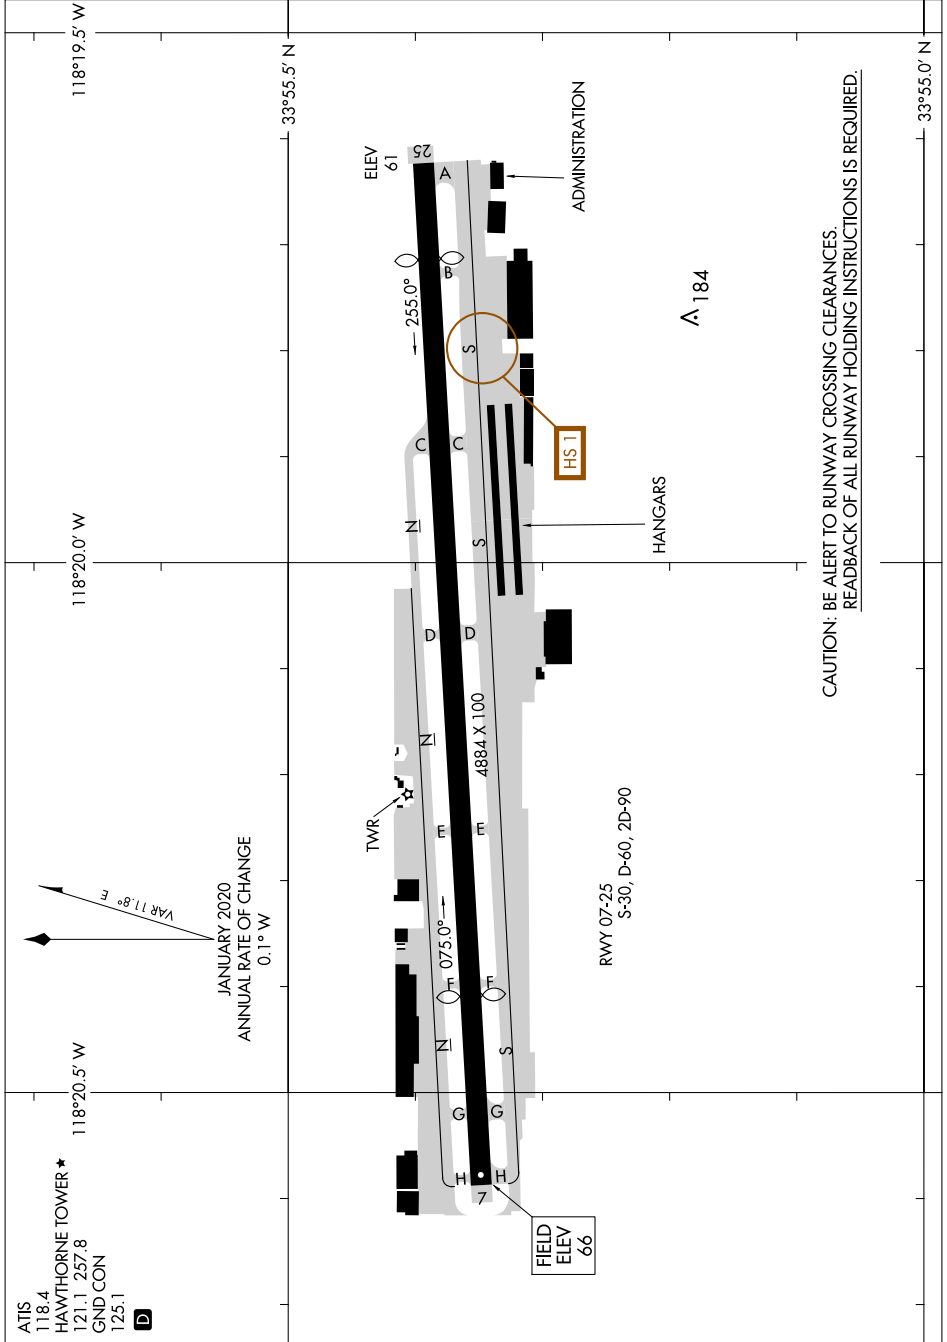 ATIS
118.4
HAWTHORNE TOWER ★
121.1 257.8
GND CON
125.1
D
118°20.5' W
118°20.0' W
118°19.5' W
JANUARY 2020
ANNUAL RATE OF CHANGE
0.1° W
VAR 11.8° E
33°55.5' N
ELEV
61
TWR
H
G
N
F
E
N
D
N
C
255.0°
25
075.0°
A
B
C
D
E
F
G
H
7
4884 X 100
S
S
S
HS 1
ADMINISTRATION
HANGARS
FIELD
ELEV
66
RWY 07-25
S-30, D-60, 2D-90
184
CAUTION: BE ALERT TO RUNWAY CROSSING CLEARANCES.
READBACK OF ALL RUNWAY HOLDING INSTRUCTIONS IS REQUIRED.
33°55.0' N